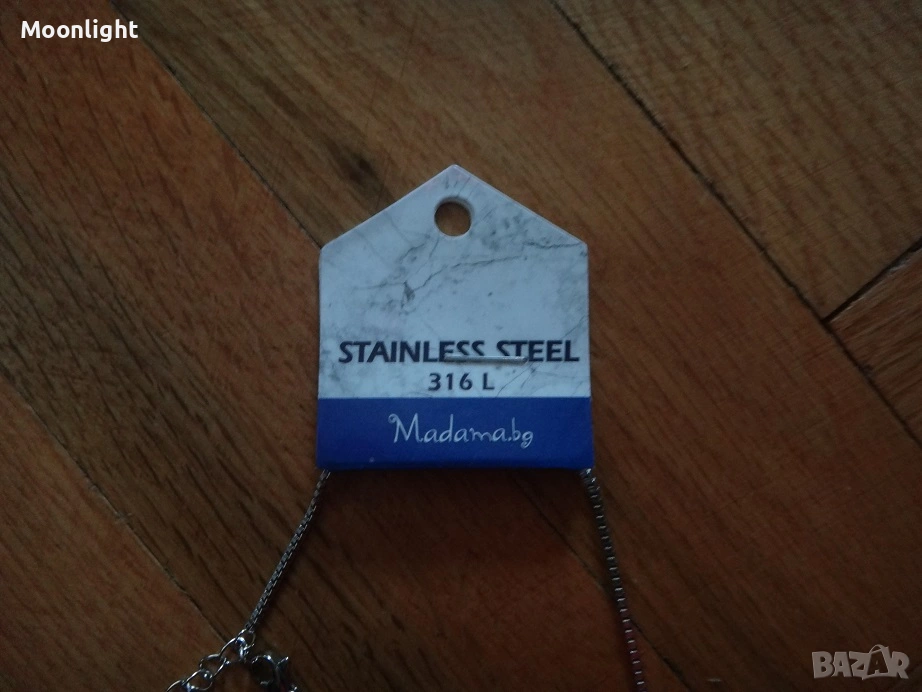 Moonlight
STAINLESS STEEL
316 L
Madama.bg
BAZAR